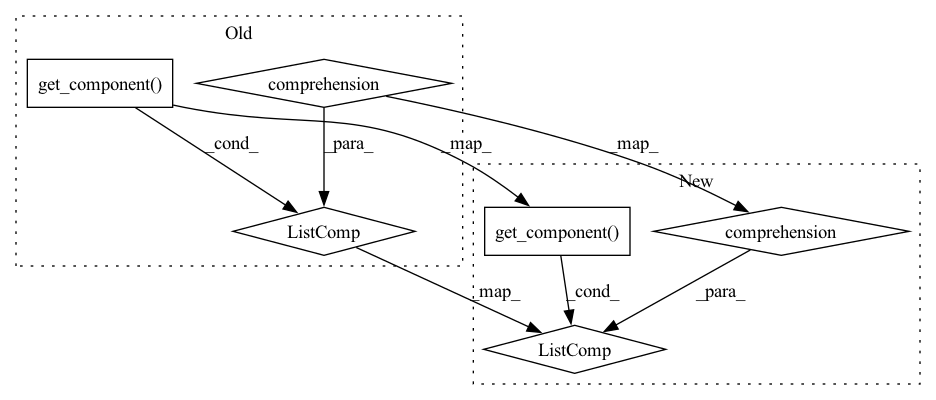 Old
get_component()
comprehension
_cond_
_para_
_map_
_map_
New
ListComp
get_component()
comprehension
_map_
_cond_
_para_
ListComp